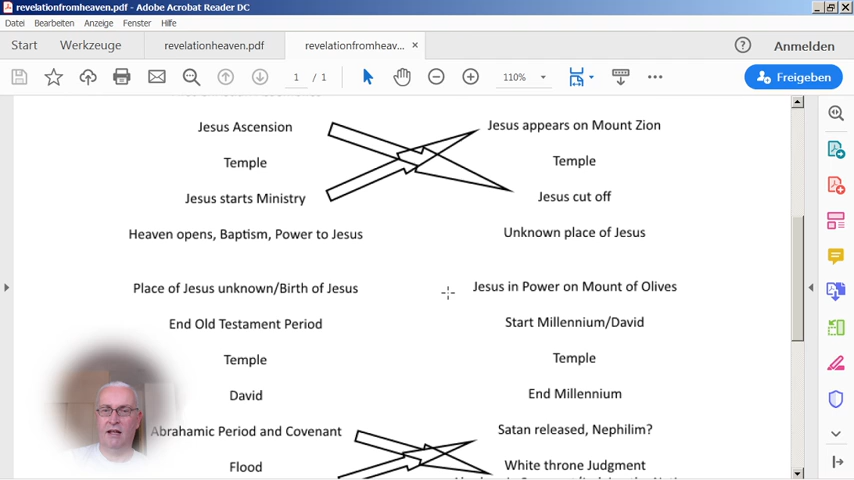 revelationfromheaven.pdf - Adobe Acrobat Reader DC
Datei Bearbeiten Anzeige Fenster Hilfe
Start Werkzeuge revelationheaven.pdf revelationfromheav... × Anmelden
1 / 1 110% Freigeben
Jesus Ascension
Temple
Jesus starts Ministry
Heaven opens, Baptism, Power to Jesus
Place of Jesus unknown/Birth of Jesus
End Old Testament Period
Temple
David
Abrahamic Period and Covenant
Flood
Jesus appears on Mount Zion
Temple
Jesus cut off
Unknown place of Jesus
Jesus in Power on Mount of Olives
Start Millennium/David
Temple
End Millennium
Satan released, Nephilim?
White throne Judgment